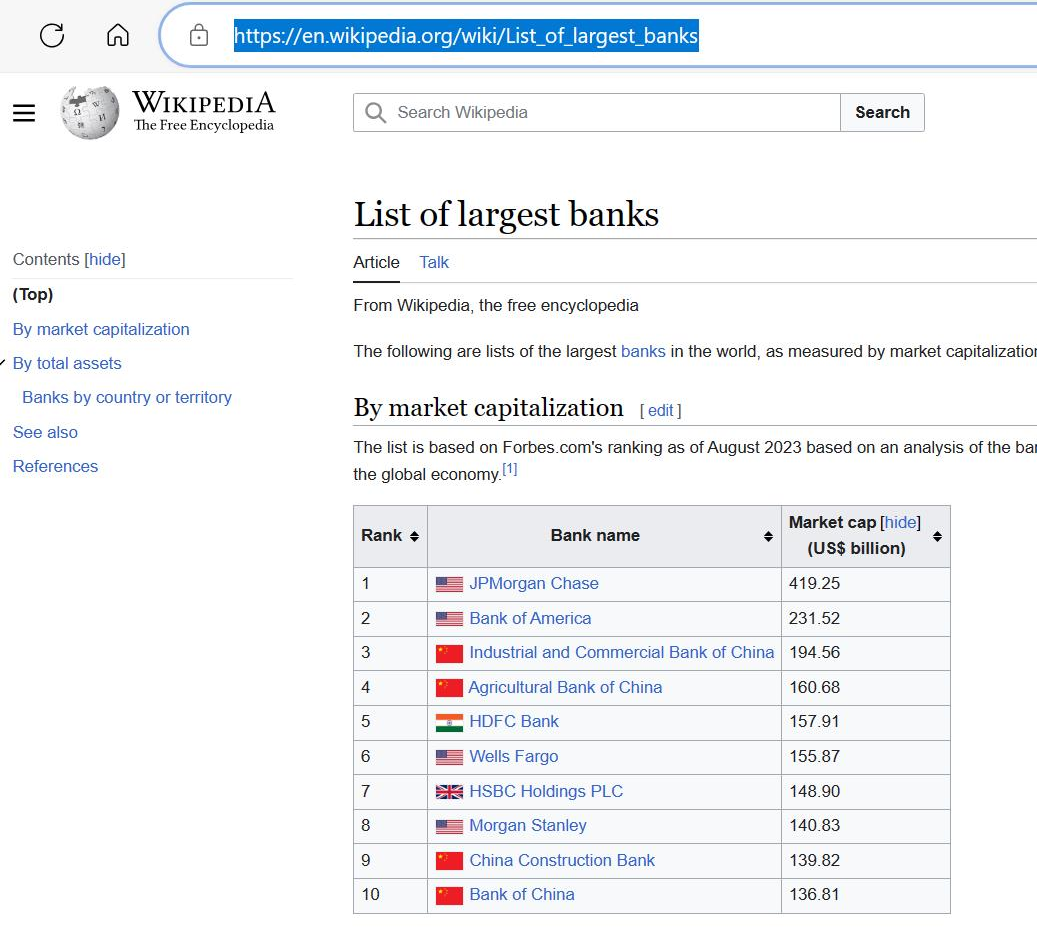 https://en.wikipedia.org/wiki/List_of_largest_banks
WIKIPEDIA
The Free Encyclopedia
Search Wikipedia
Search
List of largest banks
Contents [hide]
(Top)
By market capitalization
By total assets
Banks by country or territory
See also
References
Article Talk
From Wikipedia, the free encyclopedia
The following are lists of the largest banks in the world, as measured by market
By market capitalization [ edit ]
The list is based on Forbes.com's ranking as of August 2023 based on an analysis of the
the global economy.[1]
Rank Bank name Market cap [hide]
(US$ billion)
1 JPMorgan Chase 419.25
2 Bank of America 231.52
3 Industrial and Commercial Bank of China 194.56
4 Agricultural Bank of China 160.68
5 HDFC Bank 157.91
6 Wells Fargo 155.87
7 HSBC Holdings PLC 148.90
8 Morgan Stanley 140.83
9 China Construction Bank 139.82
10 Bank of China 136.81